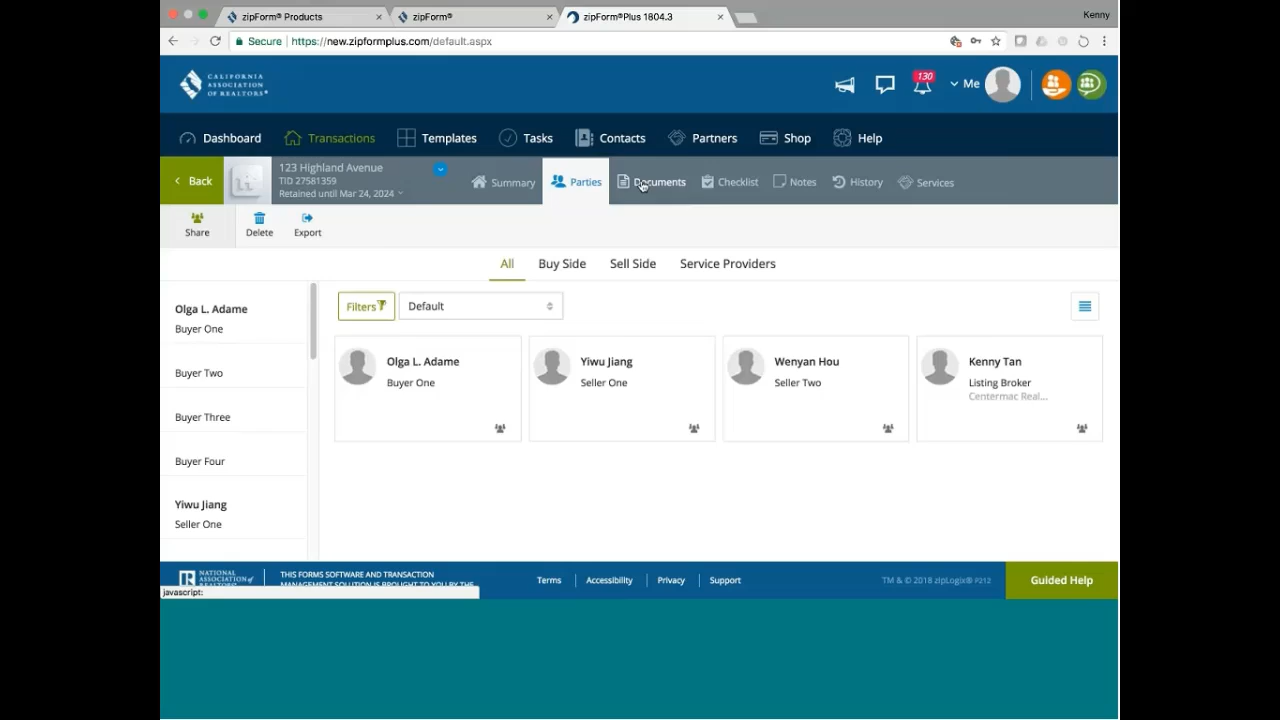 zipForm® Products
zipForm®
zipForm®Plus 1804.3
Kenny
Secure
https://new.zipformplus.com/default.aspx
CALIFORNIA
ASSOCIATION
OF REALTORS®
130
Me
Dashboard
Transactions
Templates
Tasks
Contacts
Partners
Shop
Help
Back
123 Highland Avenue
TID 27581359
Retained until Mar 24, 2024
Summary
Parties
Documents
Checklist
Notes
History
Services
Share
Delete
Export
All
Buy Side
Sell Side
Service Providers
Olga L. Adame
Buyer One
Buyer Two
Buyer Three
Buyer Four
Yiwu Jiang
Seller One
Filters
Default
Olga L. Adame
Buyer One
Yiwu Jiang
Seller One
Wenyan Hou
Seller Two
Kenny Tan
Listing Broker
Centermac Real...
NATIONAL
ASSOCIATION of
REALTORS®
THIS FORMS SOFTWARE AND TRANSACTION
MANAGEMENT SOLUTION IS BROUGHT TO YOU BY THE
Terms
Accessibility
Privacy
Support
TM & © 2018 zipLogix® P212
Guided Help
javascript: